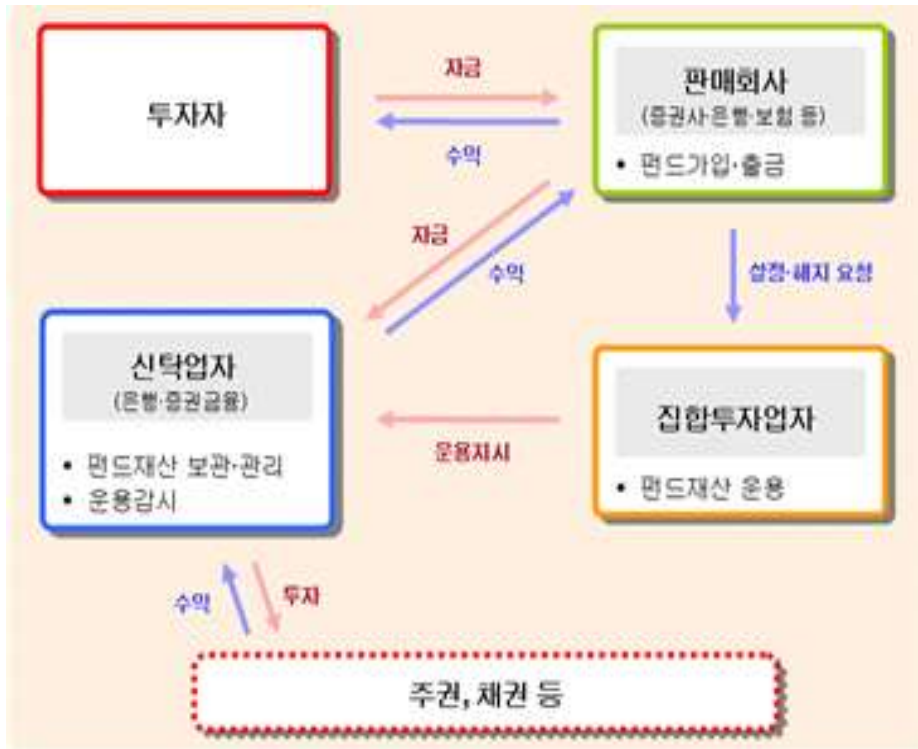 투자자
자금
수익
판매회사
(증권사·은행·보험 등)
• 펀드가입·출금
자금
수익
설정·해지 요청
신탁업자
(은행·증권금융)
• 펀드재산 보관·관리
• 운용감시
운용지시
집합투자업자
• 펀드재산 운용
수익
투자
주권, 채권 등